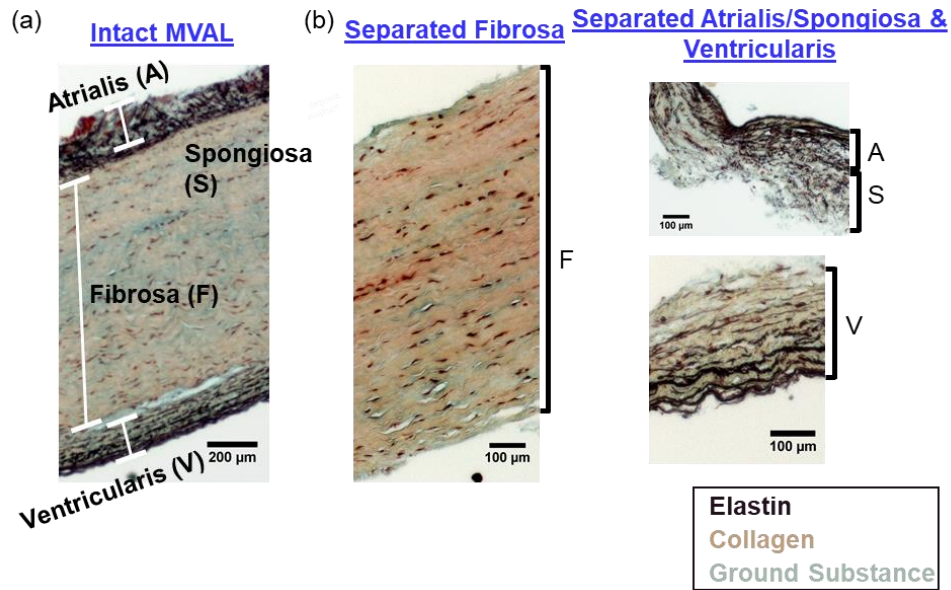 (a)
Intact MVAL
Atrialis (A)
Spongiosa
(S)
Fibrosa (F)
Ventricularis (V)
200 μm
(b)
Separated Fibrosa
F
100 μm
Separated Atrialis/Spongiosa &
Ventricularis
A
S
100 μm
V
100 μm
Elastin
Collagen
Ground Substance